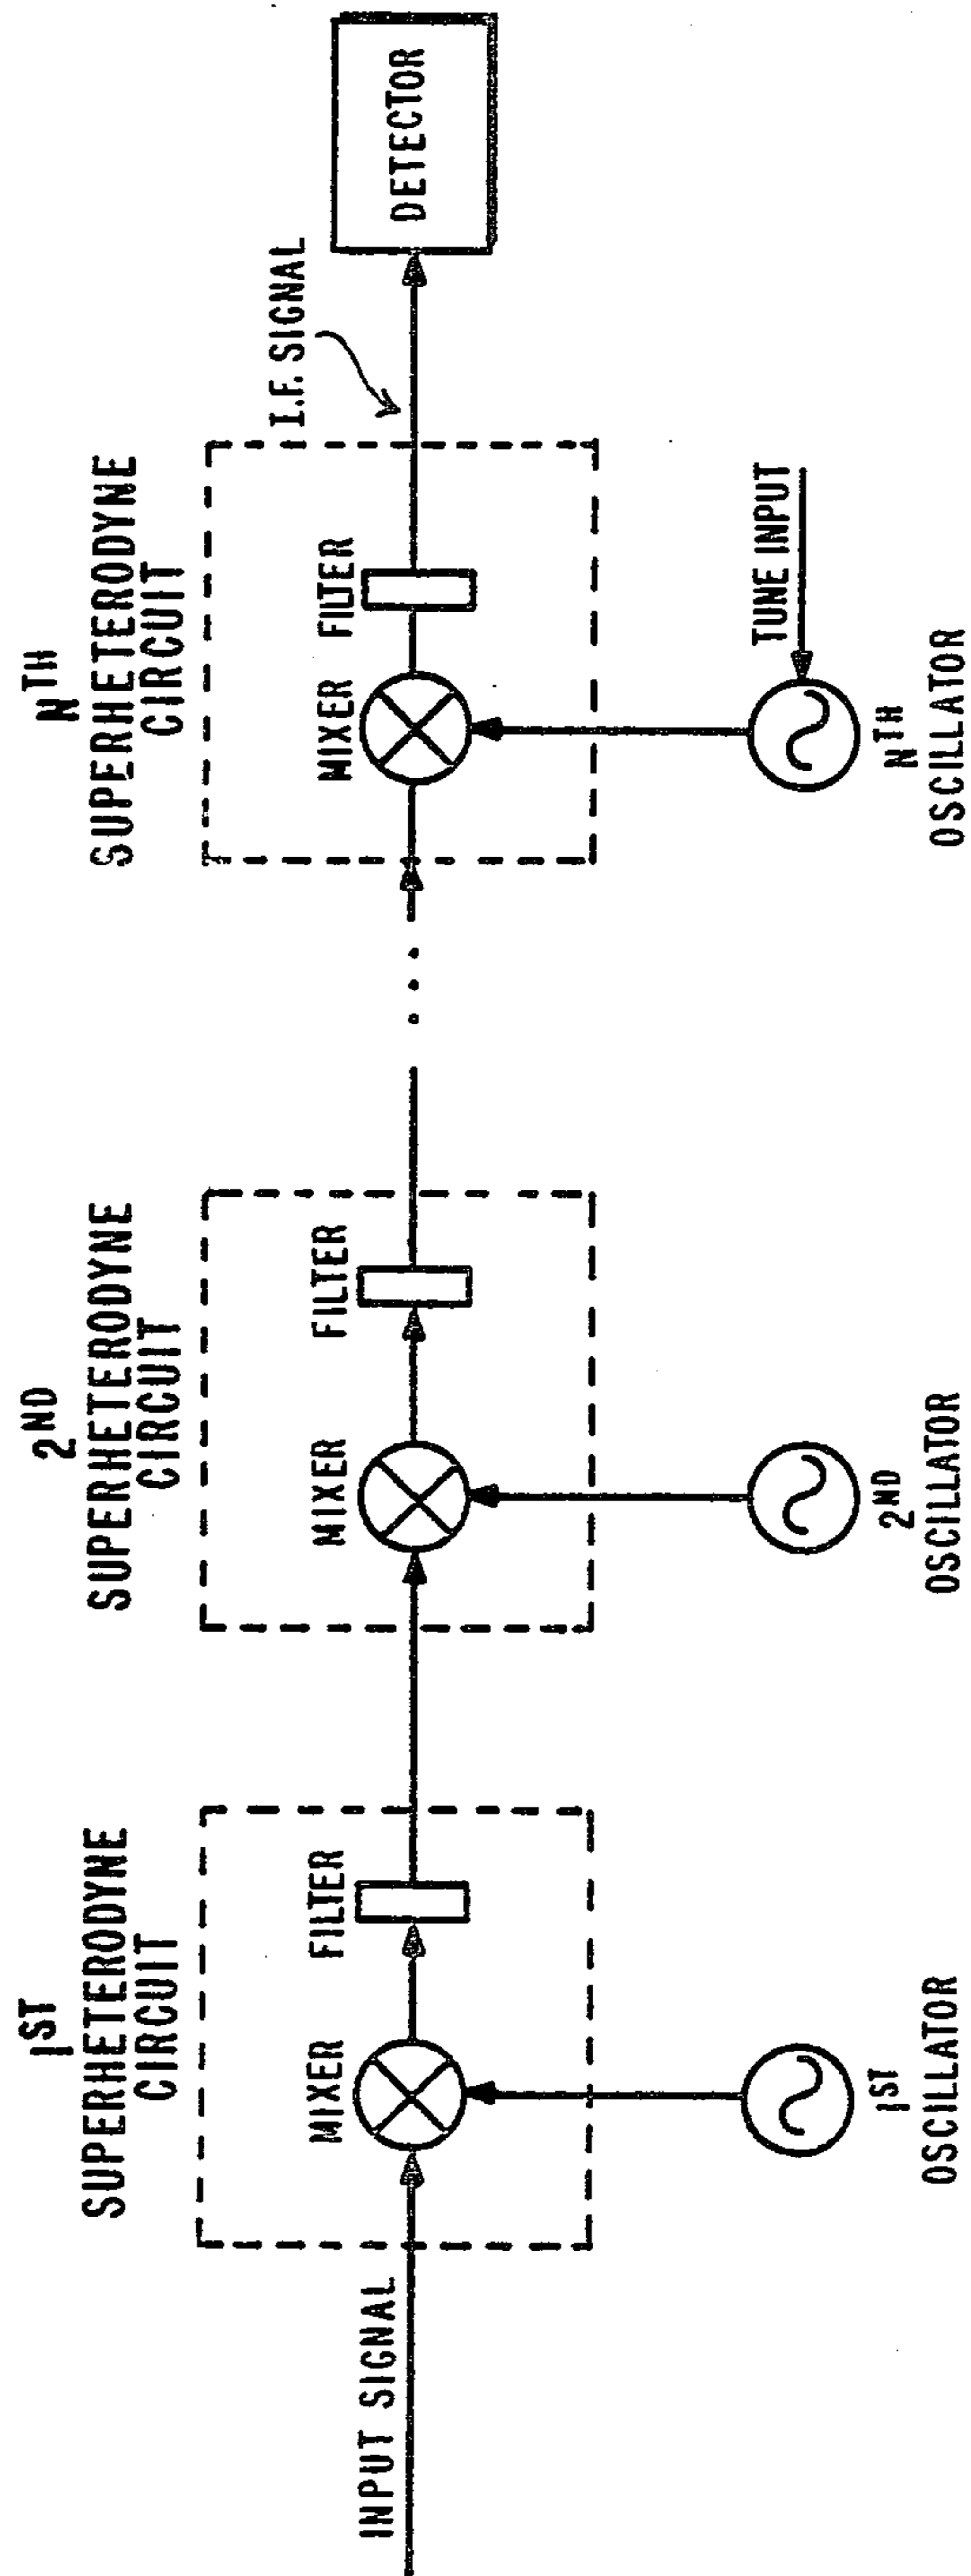 1ST
SUPERHETERODYNE
CIRCUIT
2ND
SUPERHETERODYNE
CIRCUIT
NTH
SUPERHETERODYNE
CIRCUIT
INPUT SIGNAL
MIXER
FILTER
MIXER
FILTER
MIXER
FILTER
I.F. SIGNAL
DETECTOR
1ST
OSCILLATOR
2ND
OSCILLATOR
NTH
OSCILLATOR
TUNE INPUT